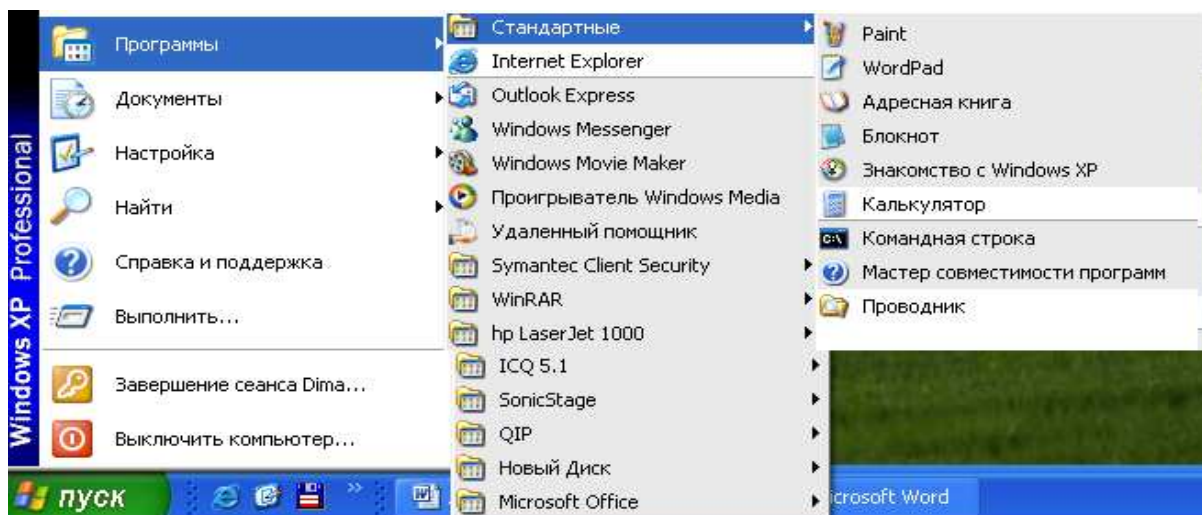 Windows XP Professional
Программы
Документы
Настройка
Найти
Справка и поддержка
Выполнить...
Завершение сеанса Dima...
Выключить компьютер...
Стандартные
Internet Explorer
Outlook Express
Windows Messenger
Windows Movie Maker
Проигрыватель Windows Media
Удаленный помощник
Symantec Client Security
WinRAR
hp LaserJet 1000
ICQ 5.1
SonicStage
QIP
Новый Диск
Microsoft Office
Paint
WordPad
Адресная книга
Блокнот
Знакомство с Windows XP
Калькулятор
C:\
Командная строка
Мастер совместимости программ
Проводник
пуск
»
icrosoft Word